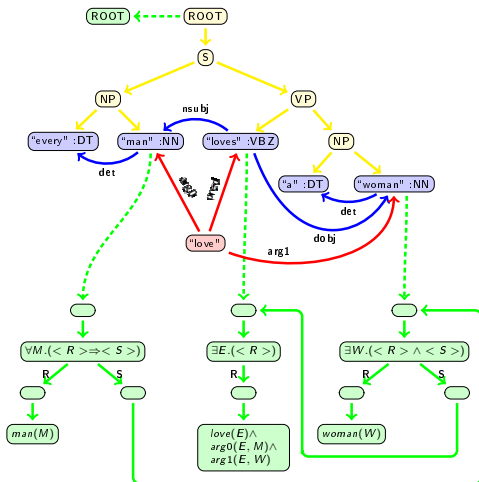 ROOT ROOT
S
NP VP
nsubj
"every" :DT "man" :NN "loves" :VBZ NP
det
"a" :DT "woman" :NN
det
dobj
"love"
arg1
∀M.(< R >⇒< S >) ∃E.(< R >) ∃W.(< R > ∧ < S >)
R S R R S
man(M) love(E)∧ woman(W)
arg0(E, M)∧
arg1(E, W)